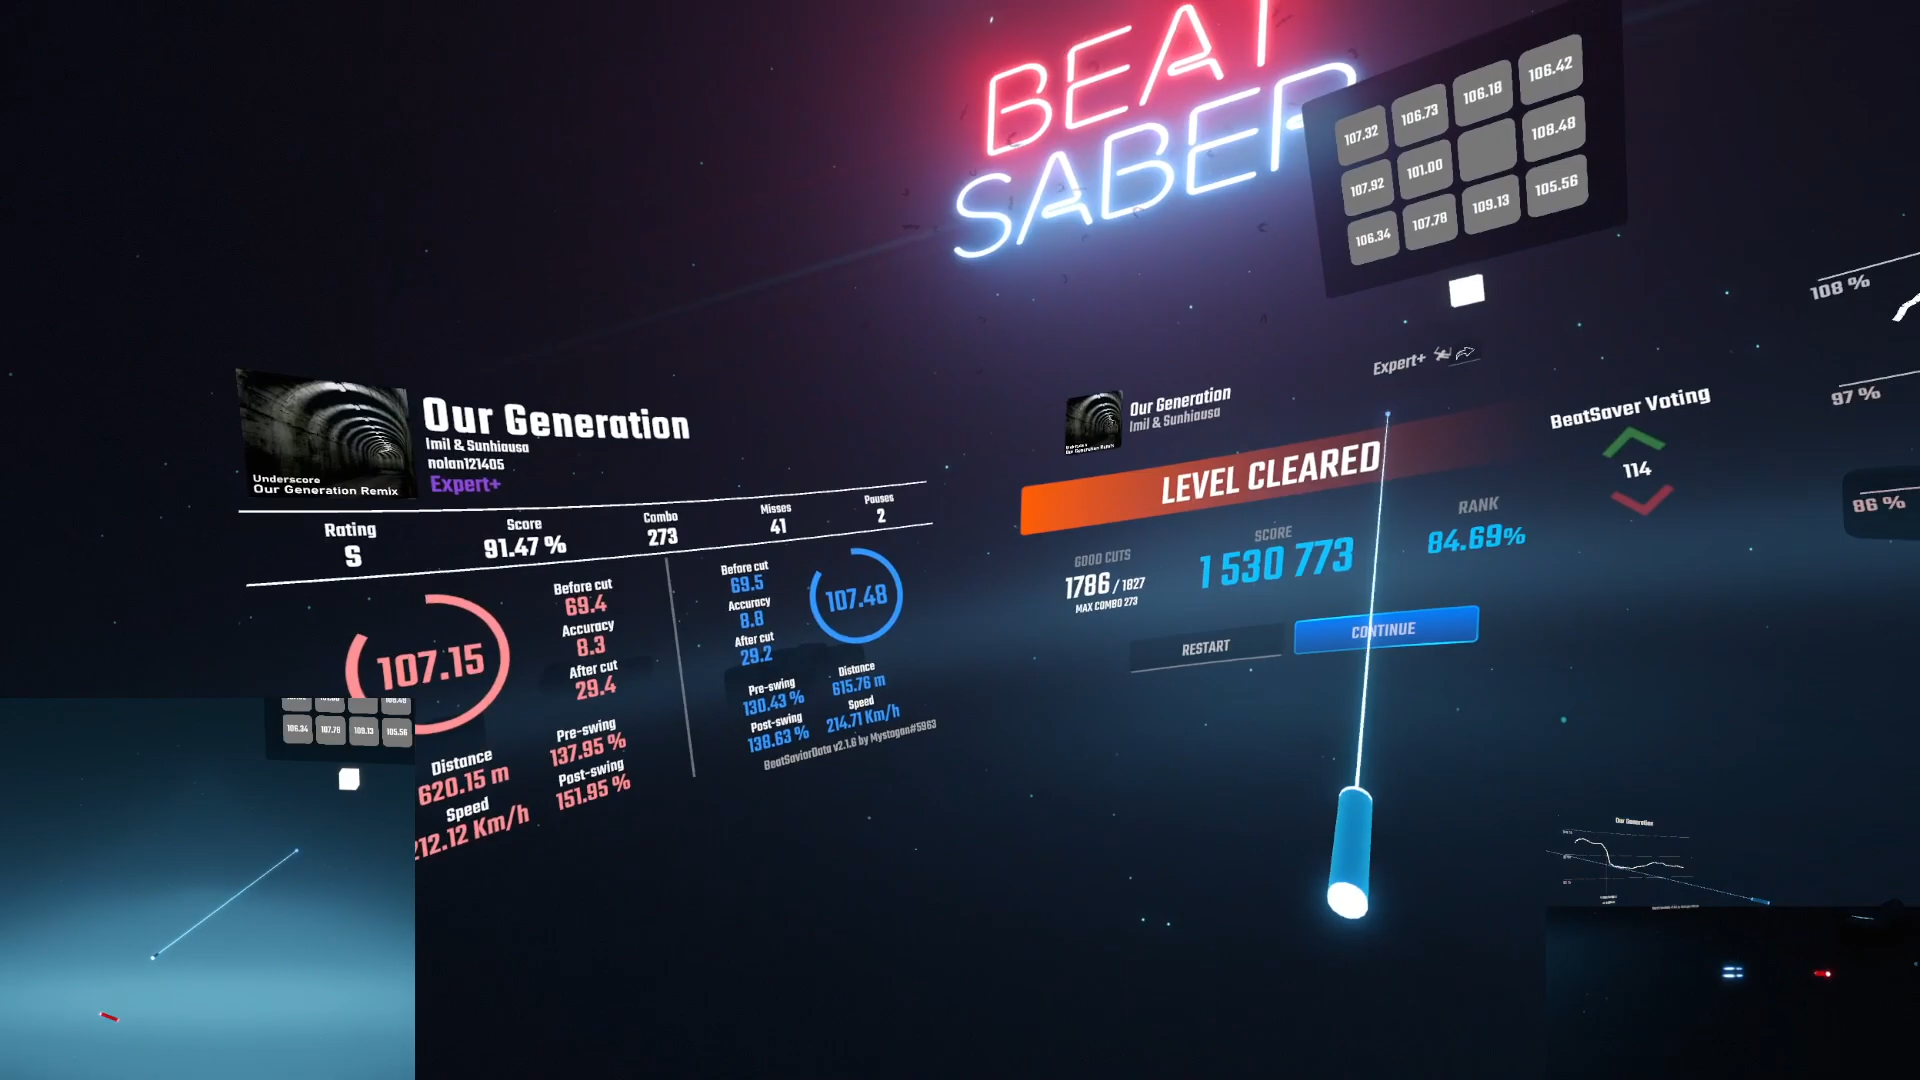 BEAT
SABER
107.32 106.73 106.18 106.42
107.92 101.00 108.48
106.34 107.78 109.13 105.56
108 %
97 %
86 %
Underscore
Our Generation Remix
Our Generation
Imil & Sunhiausa
nolan121405
Expert+
Rating
S
Score
91.47 %
Combo
273
Misses
41
Pauses
2
107.15
Before cut
69.4
Accuracy
8.3
After cut
29.4
Distance
620.15 m
Speed
212.12 Km/h
Pre-swing
137.95 %
Post-swing
151.95 %
Before cut
69.5
Accuracy
8.8
After cut
29.2
107.48
Pre-swing
130.43 %
Post-swing
138.63 %
Distance
615.76 m
Speed
214.71 Km/h
BeatSaviorData v2.1.6 by Mystogan#5963
Our Generation
Imil & Sunhiausa
Expert+
LEVEL CLEARED
GOOD CUTS
1786 / 1827
MAX COMBO 273
SCORE
1 530 773
RANK
84.69%
RESTART
CONTINUE
BeatSaver Voting
114
106.34 107.78 109.13 105.56
Our Generation